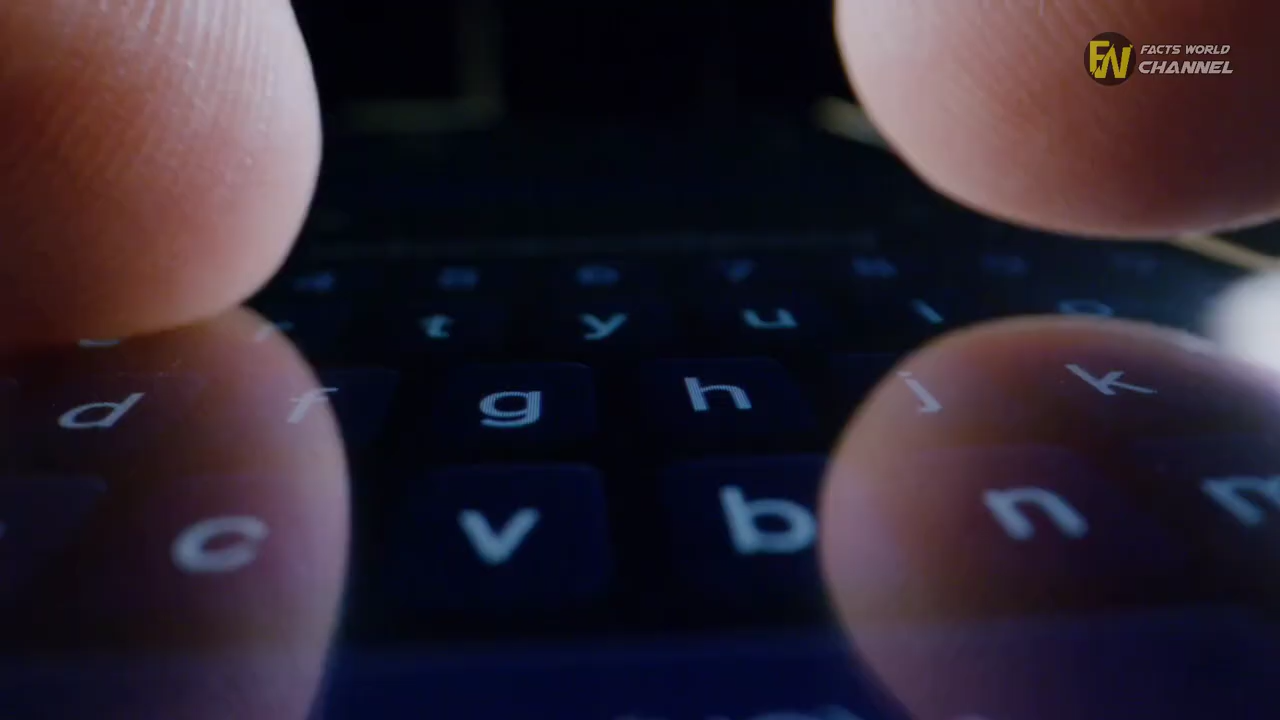 FW FACTS WORLD
CHANNEL
t y u i
d f g h j k
c v b n m